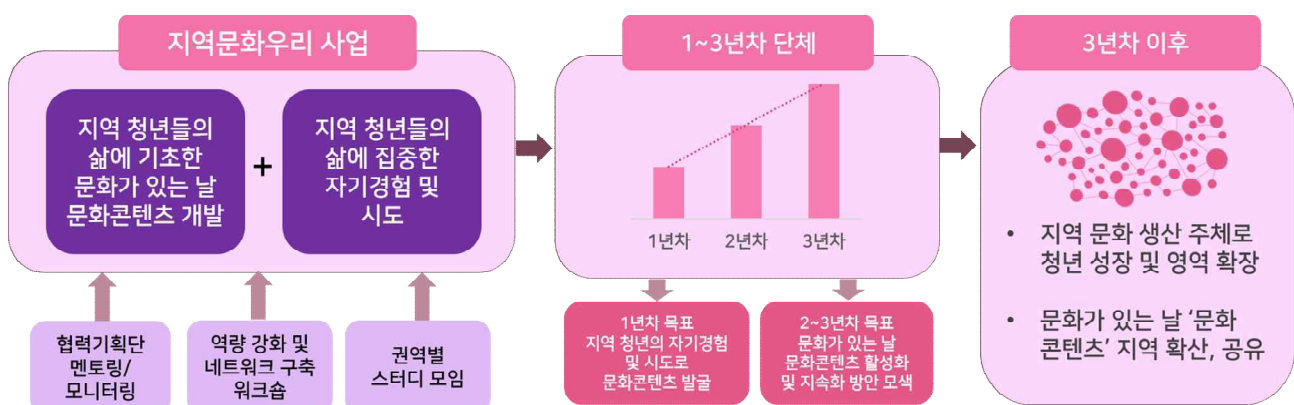 지역문화우리 사업
지역 청년들의
삶에 기초한
문화가 있는 날
문화콘텐츠 개발
+
지역 청년들의
삶에 집중한
자기경험 및
시도
협력기획단
멘토링/
모니터링
역량 강화 및
네트워크 구축
워크숍
권역별
스터디 모임
1~3년차 단체
1년차
2년차
3년차
1년차 목표
지역 청년의 자기경험
및 시도로
문화콘텐츠 발굴
2~3년차 목표
문화가 있는 날
문화콘텐츠 활성화
및 지속화 방안 모색
3년차 이후
• 지역 문화 생산 주체로
청년 성장 및 영역 확장
• 문화가 있는 날 ‘문화
콘텐츠’ 지역 확산, 공유